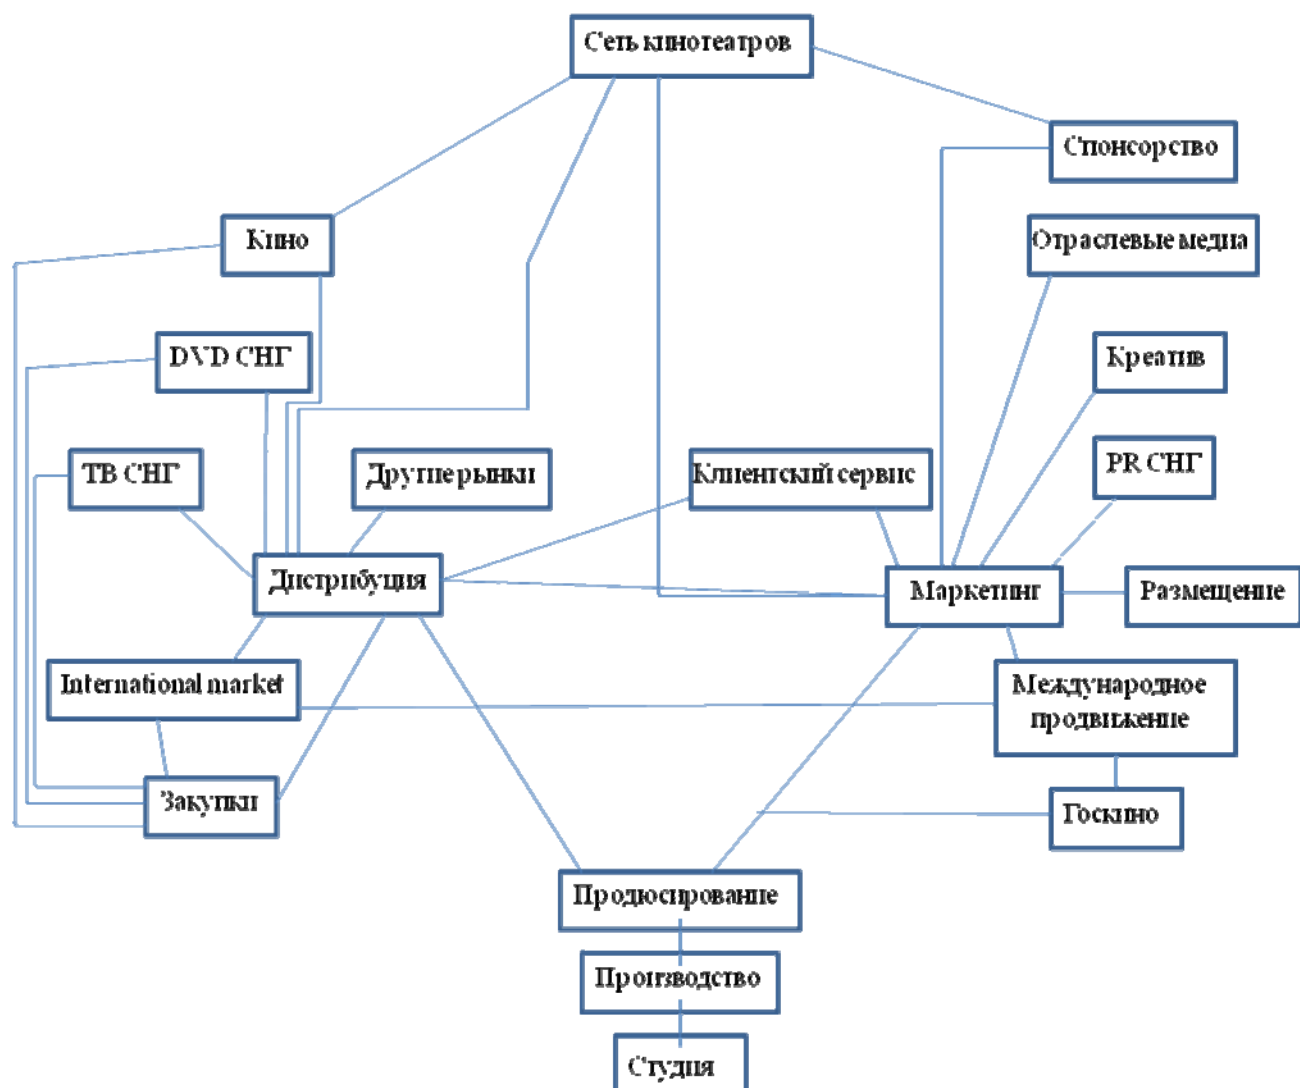 Сеть кинотеатров
Спонсорство
Кино
Отраслевые медиа
DVD СНГ
Креатив
ТВ СНГ
Другие рынки
Клиентский сервис
PR СНГ
Дистрибуция
Маркетинг
Размещение
International market
Международное
продвижение
Закупки
Госкино
Продюсирование
Производство
Студия